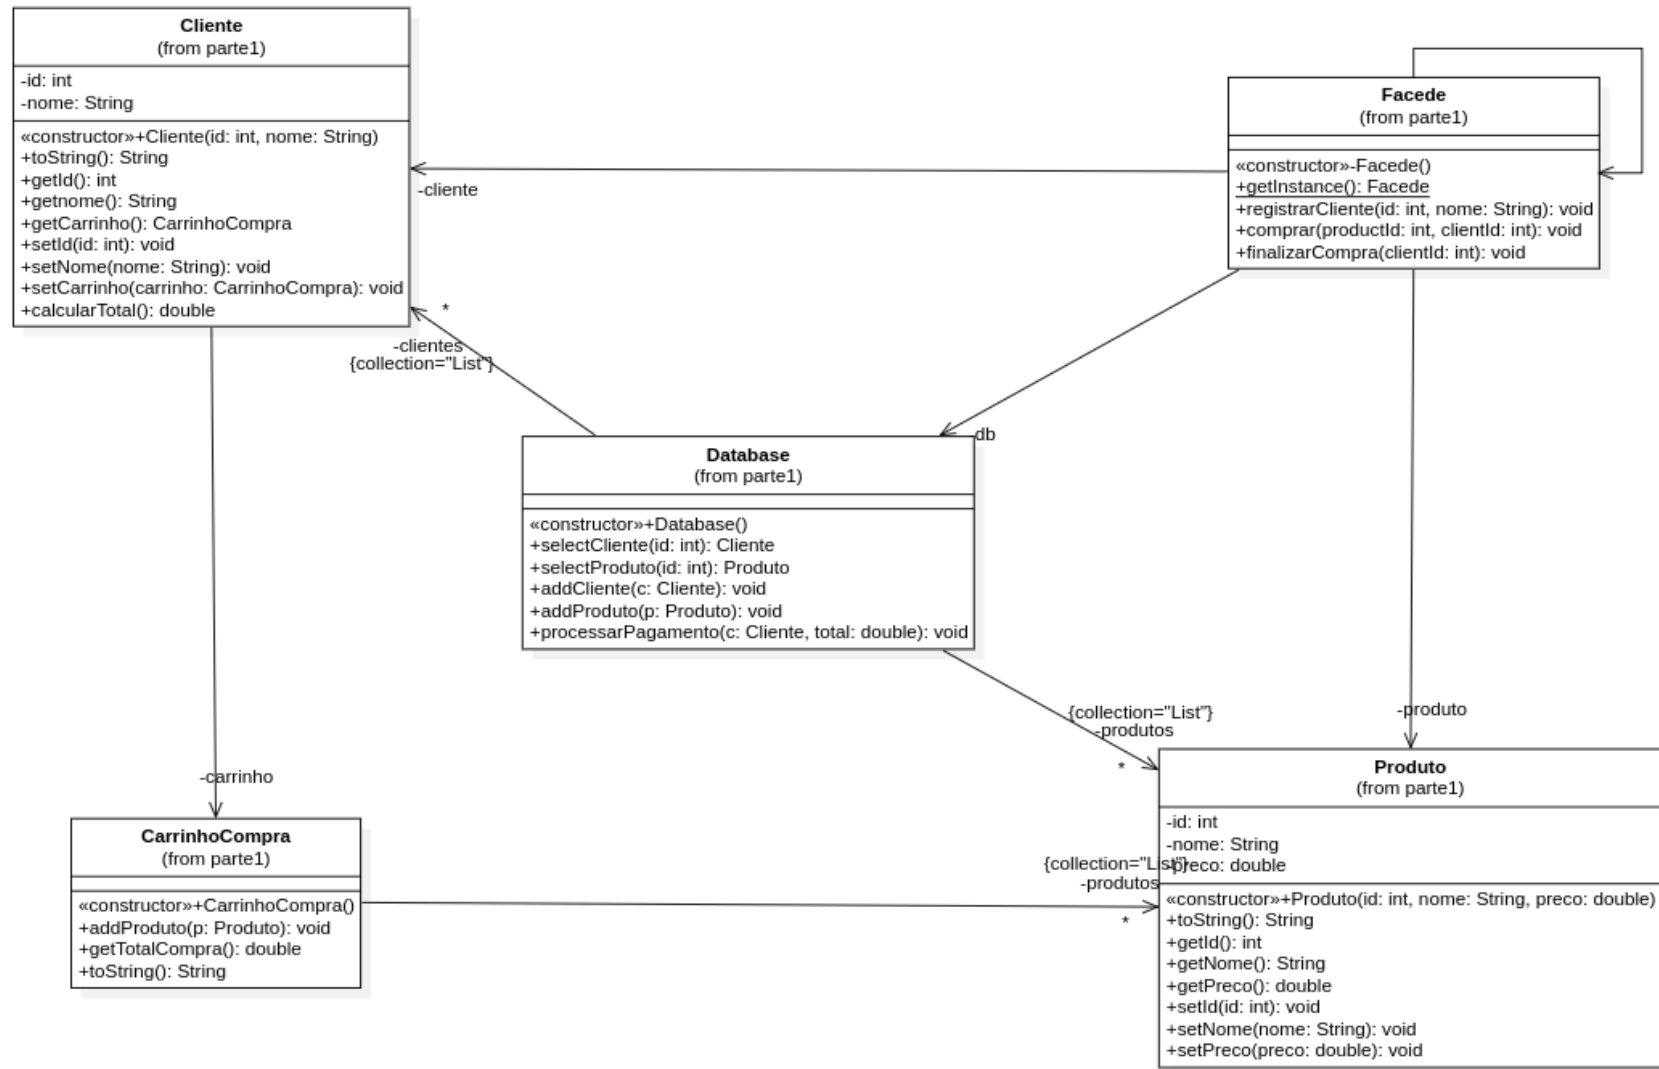 Cliente
(from parte1)
-id: int
-nome: String
«constructor»+Cliente(id: int, nome: String)
+toString(): String
+getId(): int
+getnome(): String
+getCarrinho(): CarrinhoCompra
+setId(id: int): void
+setNome(nome: String): void
+setCarrinho(carrinho: CarrinhoCompra): void
+calcularTotal(): double
Facede
(from parte1)
«constructor»-Facede()
+getInstance(): Facede
+registrarCliente(id: int, nome: String): void
+comprar(productId: int, clientId: int): void
+finalizarCompra(clientId: int): void
-cliente
*
-clientes
{collection="List"}
-db
Database
(from parte1)
«constructor»+Database()
+selectCliente(id: int): Cliente
+selectProduto(id: int): Produto
+addCliente(c: Cliente): void
+addProduto(p: Produto): void
+processarPagamento(c: Cliente, total: double): void
{collection="List"}
-produtos
*
-produto
-carrinho
CarrinhoCompra
(from parte1)
«constructor»+CarrinhoCompra()
+addProduto(p: Produto): void
+getTotalCompra(): double
+toString(): String
{collection="List"}
-produtos
*
Produto
(from parte1)
-id: int
-nome: String
-preco: double
«constructor»+Produto(id: int, nome: String, preco: double)
+toString(): String
+getId(): int
+getNome(): String
+getPreco(): double
+setId(id: int): void
+setNome(nome: String): void
+setPreco(preco: double): void